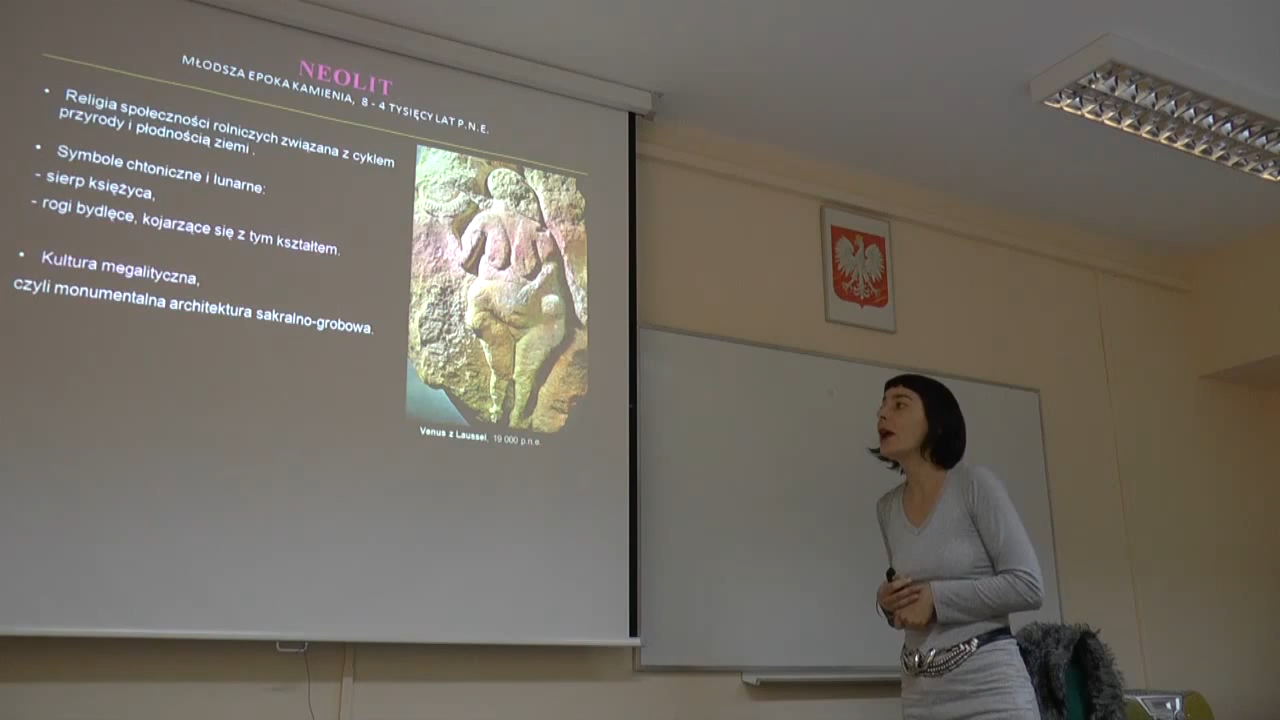 NEOLIT
MŁODSZA EPOKA KAMIENIA, 8 - 4 TYSIĘCY LAT P.N.E.
• Religia społeczności rolniczych związana z cyklem
przyrody i płodnością ziemi .
• Symbole chtoniczne i lunarne:
- sierp księżyca,
- rogi bydlęce, kojarzące się z tym kształtem.
• Kultura megalityczna,
czyli monumentalna architektura sakralno-grobowa.
Venus z Laussel, 19 000 p.n.e.